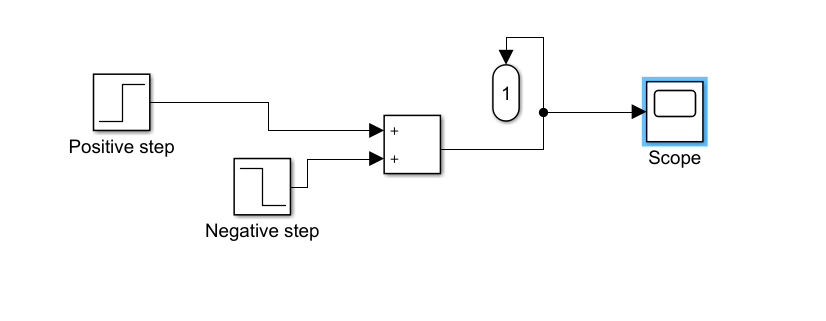 1
Positive step
+
+
Scope
Negative step